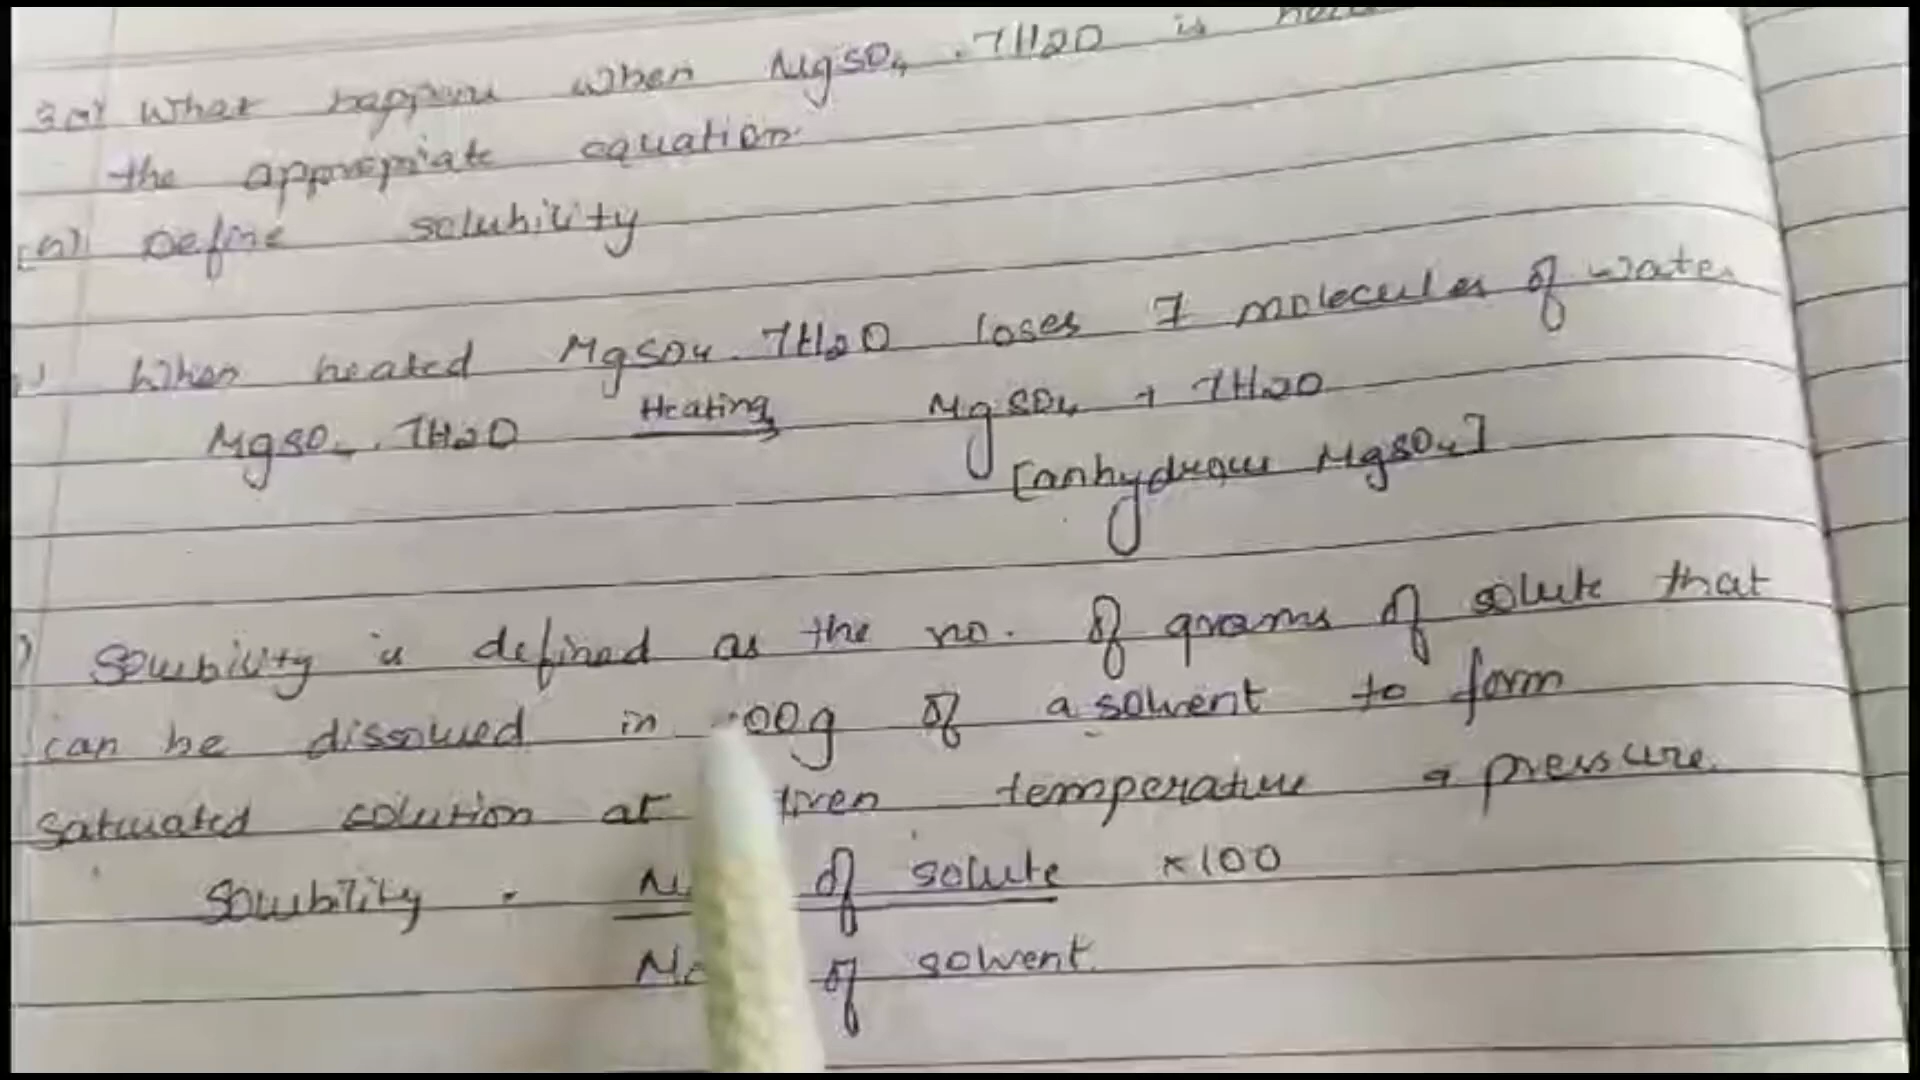 3a) What happens when MgSO4 . 7H2O is
the appropriate equation
Define solubility
When heated MgSO4 . 7H2O loses 7 molecules of water
MgSO4 . 7H2O Heating MgSO4 + 7H2O
[anhydrous MgSO4]
Solubility is defined as the no. of grams of solute that
can be dissolved in 00g of a solvent to form
saturated solution at temperature & pressure.
Solubility = of solute ×100
of solvent.